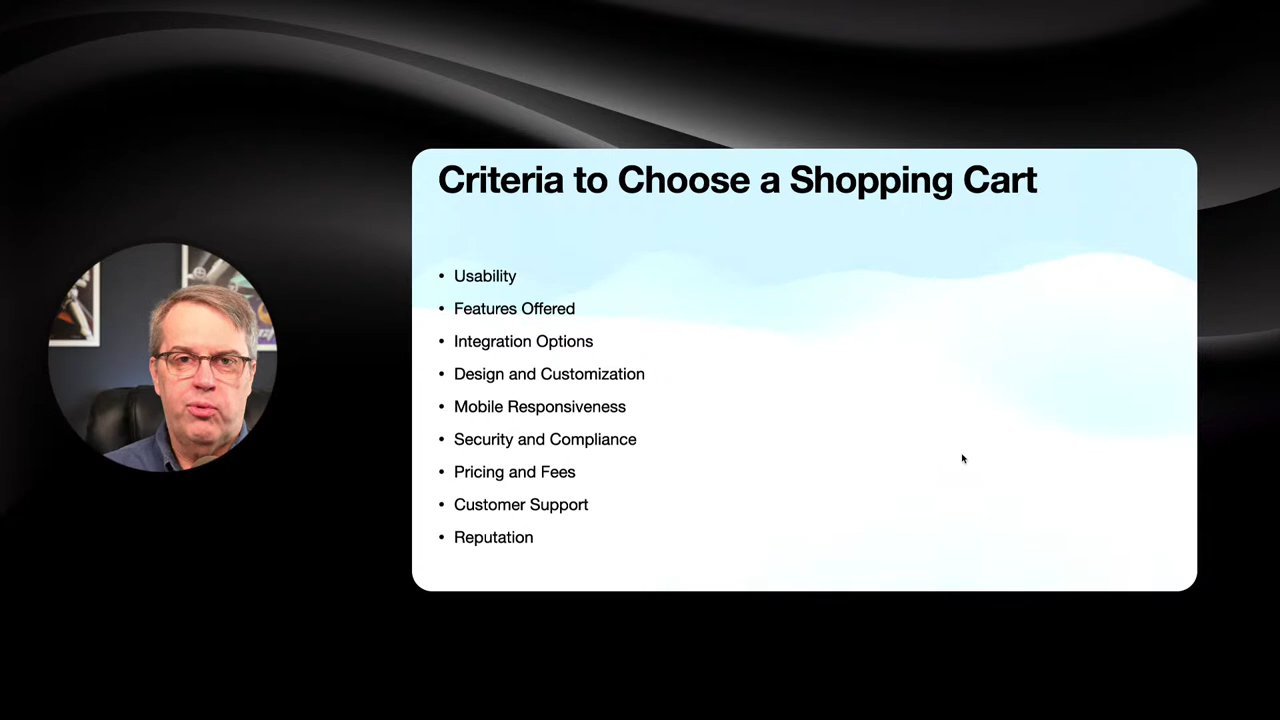 Criteria to Choose a Shopping Cart
• Usability
• Features Offered
• Integration Options
• Design and Customization
• Mobile Responsiveness
• Security and Compliance
• Pricing and Fees
• Customer Support
• Reputation